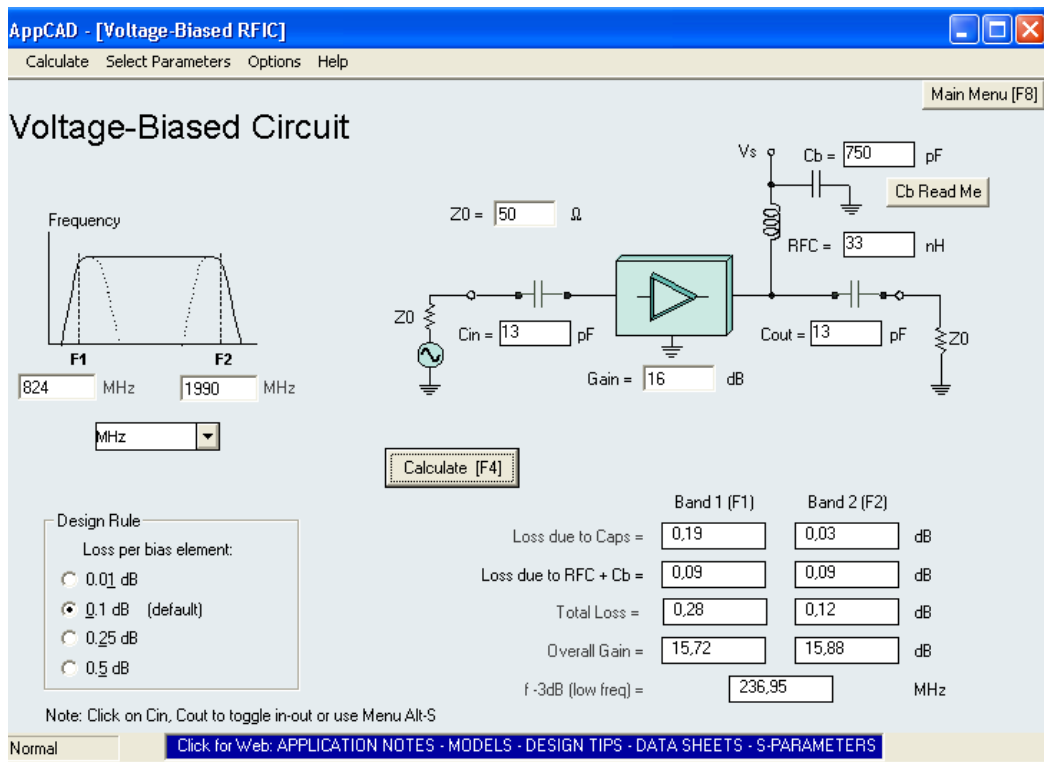 AppCAD - [Voltage-Biased RFIC]
Calculate Select Parameters Options Help
Main Menu [F8]
Voltage-Biased Circuit
Vs Cb = 750 pF
Cb Read Me
Z0 = 50 Ω
Frequency
RFC = 33 nH
Z0
Cin = 13 pF
Cout = 13 pF
Z0
F1 F2
824 MHz 1990 MHz
Gain = 16 dB
MHz
Calculate [F4]
Band 1 (F1) Band 2 (F2)
Design Rule
Loss per bias element:
0.01 dB
0.1 dB (default)
0.25 dB
0.5 dB
Loss due to Caps = 0,19 0,03 dB
Loss due to RFC + Cb = 0,09 0,09 dB
Total Loss = 0,28 0,12 dB
Overall Gain = 15,72 15,88 dB
f -3dB (low freq) = 236,95 MHz
Note: Click on Cin, Cout to toggle in-out or use Menu Alt-S
Normal
Click for Web: APPLICATION NOTES - MODELS - DESIGN TIPS - DATA SHEETS - S-PARAMETERS